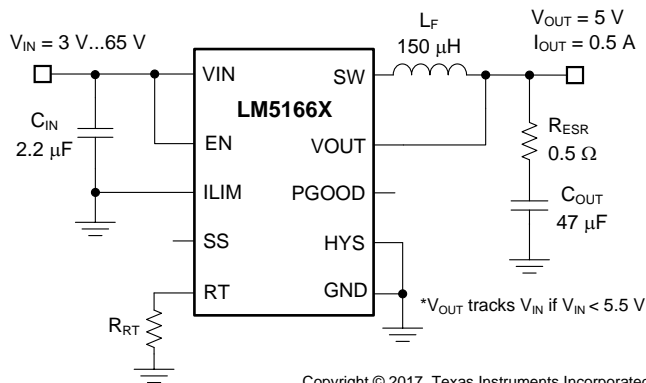 V_IN = 3 V...65 V
L_F
150 µH
V_OUT = 5 V
I_OUT = 0.5 A
VIN
SW
LM5166X
C_IN
2.2 µF
EN
VOUT
R_ESR
0.5 Ω
ILIM
PGOOD
C_OUT
47 µF
SS
HYS
RT
GND
*V_OUT tracks V_IN if V_IN < 5.5 V
R_RT
Copyright © 2017, Texas Instruments Incorporated